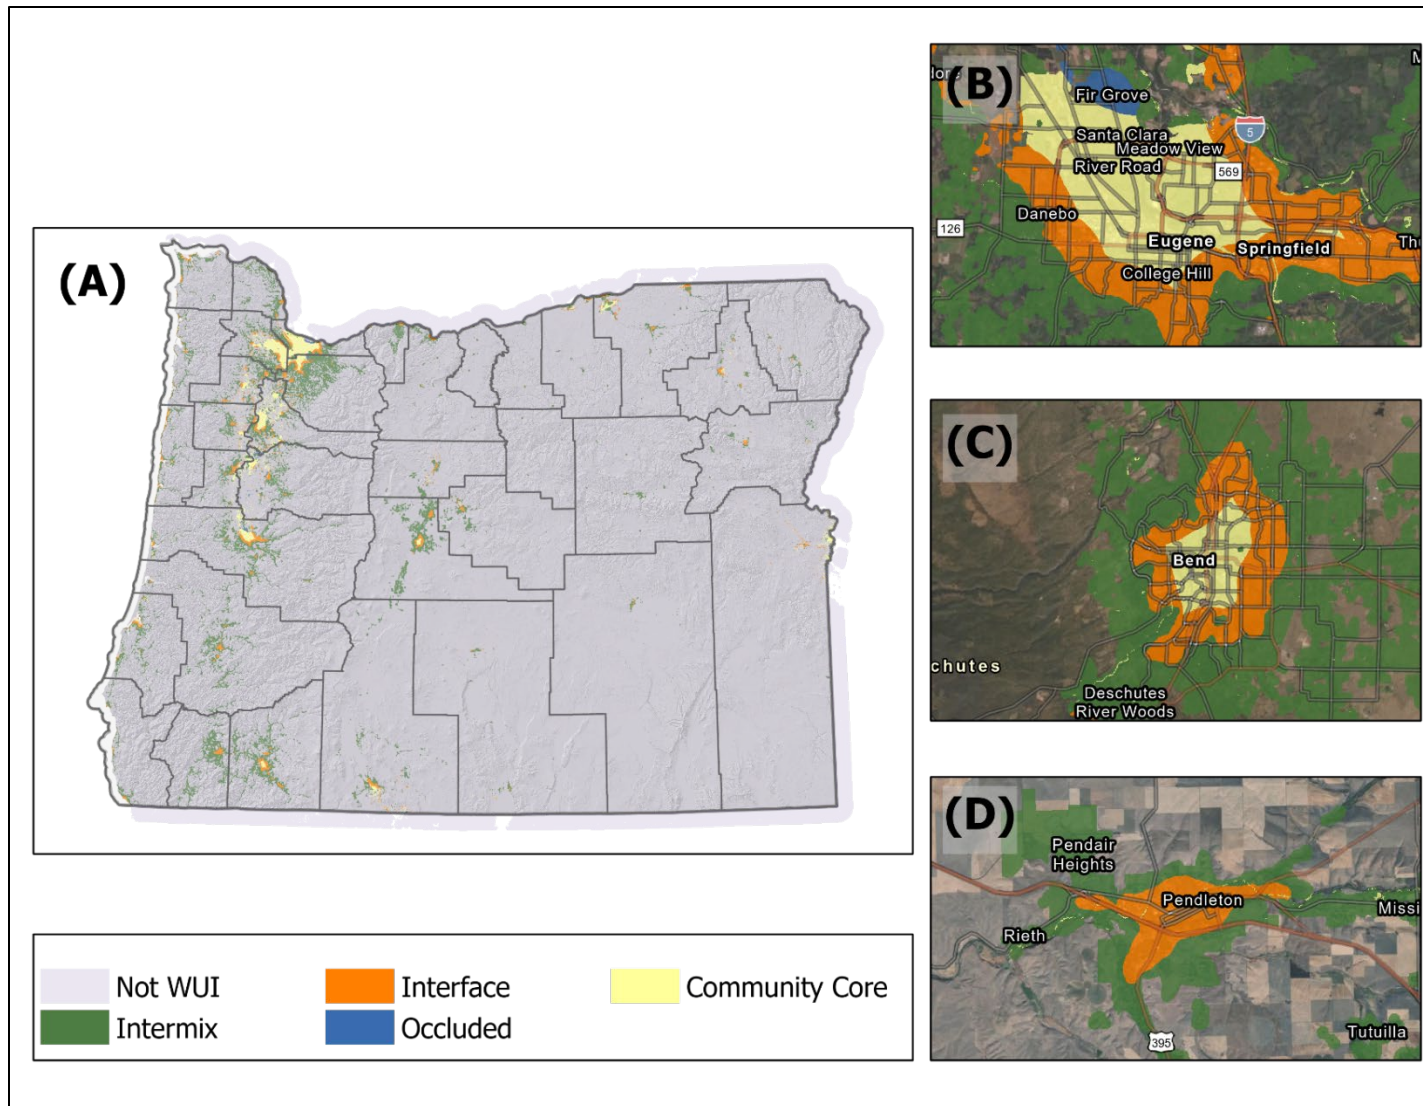 (A)
Not WUI
Interface
Community Core
Intermix
Occluded
(B)
Fir Grove
Santa Clara
Meadow View
River Road
5
569
Danebo
126
Eugene
Springfield
College Hill
(C)
Bend
chutes
Deschutes
River Woods
(D)
Pendair
Heights
Pendleton
Missi
Rieth
395
Tutuilla